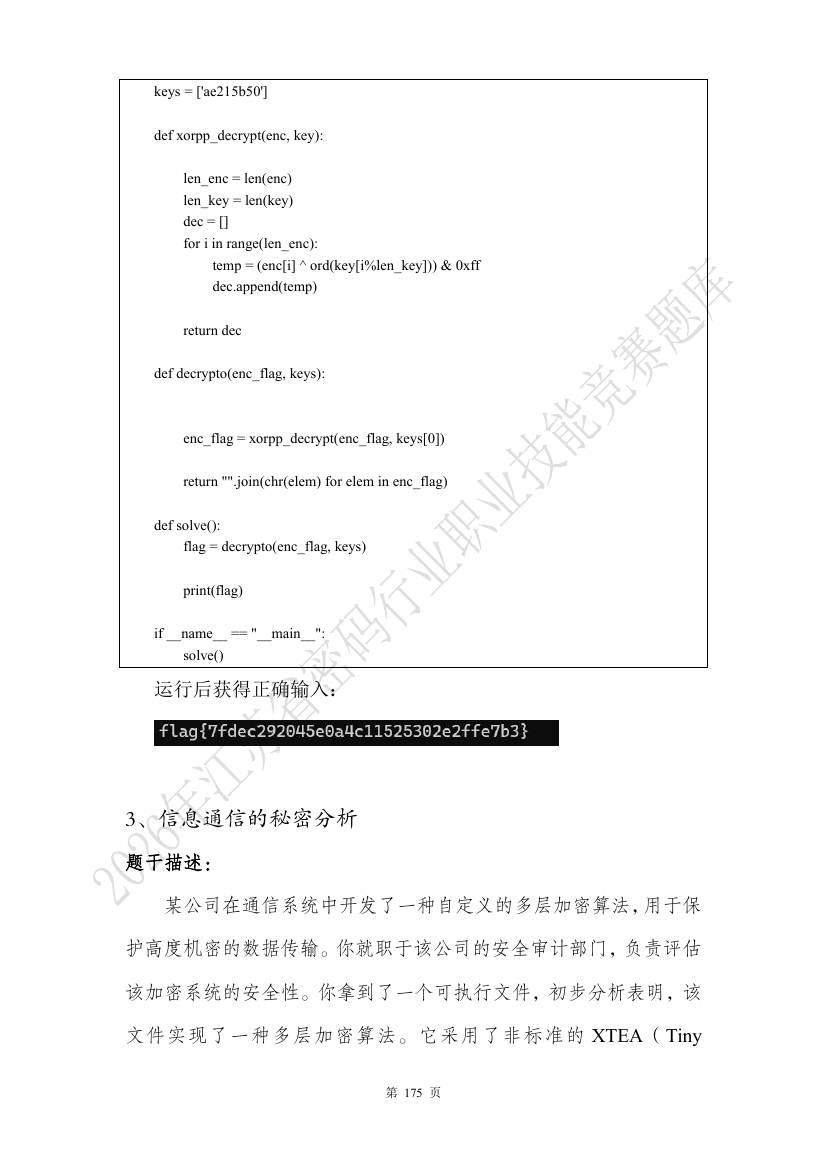 keys = ['ae215b50']
def xorpp_decrypt(enc, key):
len_enc = len(enc)
len_key = len(key)
dec = []
for i in range(len_enc):
temp = (enc[i] ^ ord(key[i%len_key])) & 0xff
dec.append(temp)
return dec
def decrypto(enc_flag, keys):
enc_flag = xorpp_decrypt(enc_flag, keys[0])
return "".join(chr(elem) for elem in enc_flag)
def solve():
flag = decrypto(enc_flag, keys)
print(flag)
if __name__ == "__main__":
solve()
运行后获得正确输入：
flag{7fdec292045e0a4c11525302e2ffe7b3}
3、信息通信的秘密分析
题干描述：
某公司在通信系统中开发了一种自定义的多层加密算法，用于保
护高度机密的数据传输。你就职于该公司的安全审计部门，负责评估
该加密系统的安全性。你拿到了一个可执行文件，初步分析表明，该
文件实现了一种多层加密算法。它采用了非标准的 XTEA（ Tiny
第 175 页
2026年江苏省密码行业职业技能竞赛题库